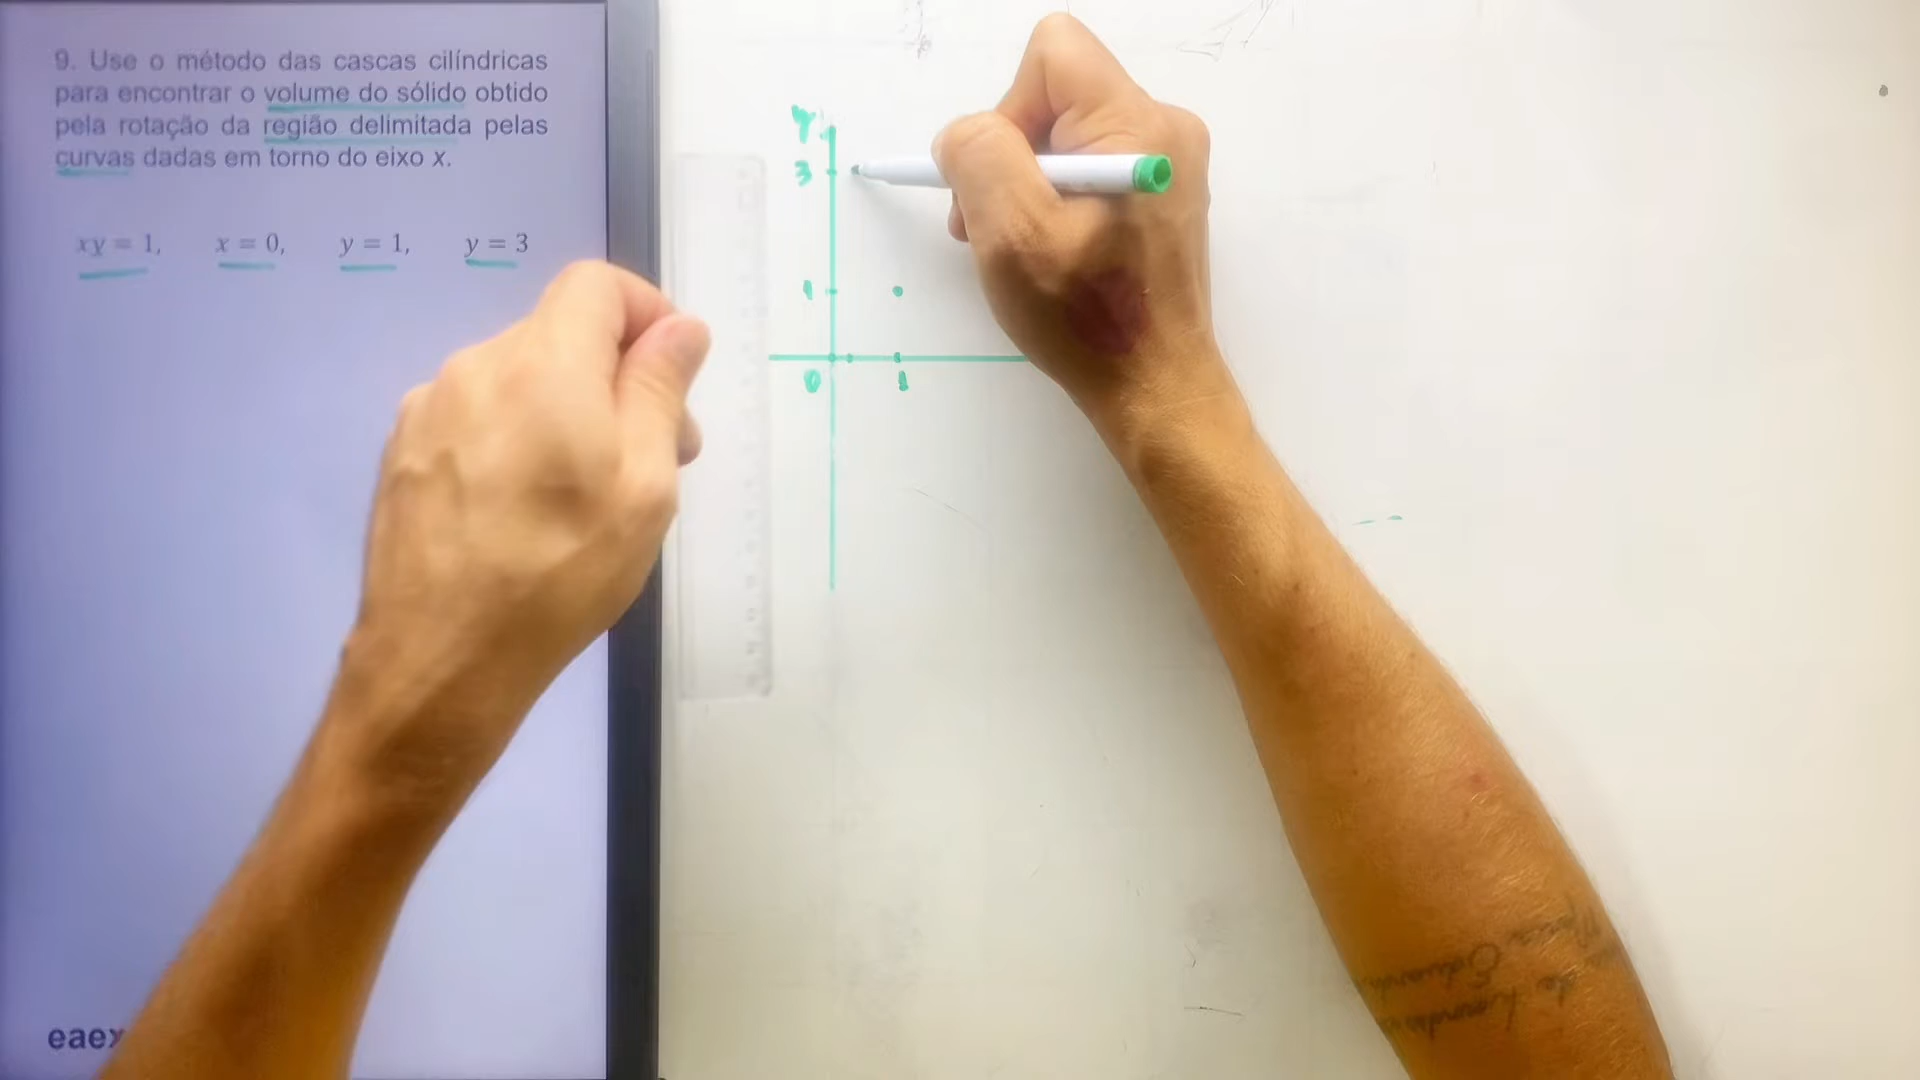 9. Use o método das cascas cilíndricas
para encontrar o volume do sólido obtido
pela rotação da região delimitada pelas
curvas dadas em torno do eixo x.
xy = 1, x = 0, y = 1, y = 3
y
3
1
0
1
eaex